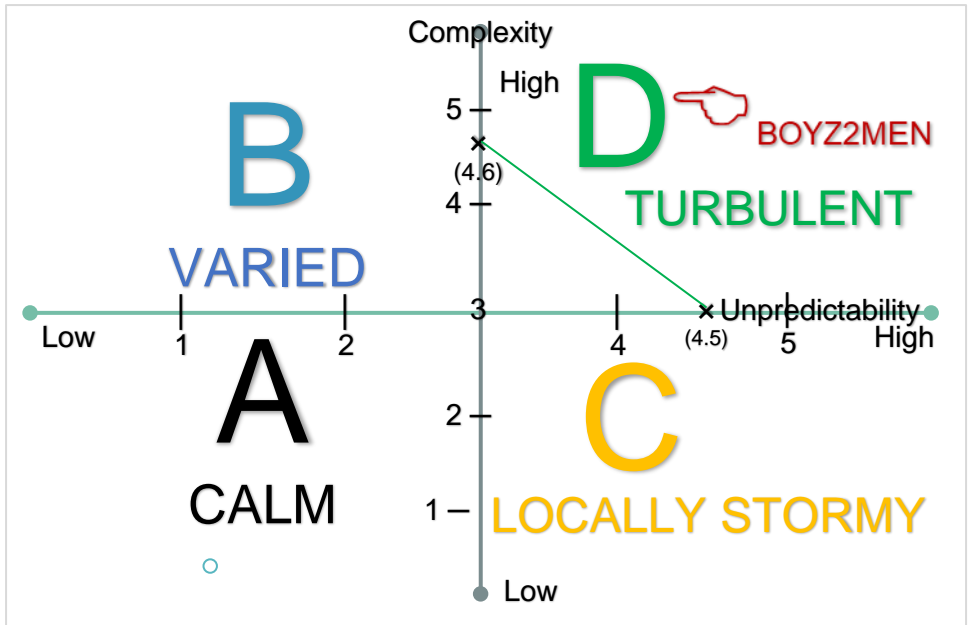 Complexity
High
5
B
D
BOYZ2MEN
(4.6)
4
TURBULENT
VARIED
3
Unpredictability
Low
1
2
4
(4.5)
5
High
A
C
2
CALM
1
LOCALLY STORMY
Low